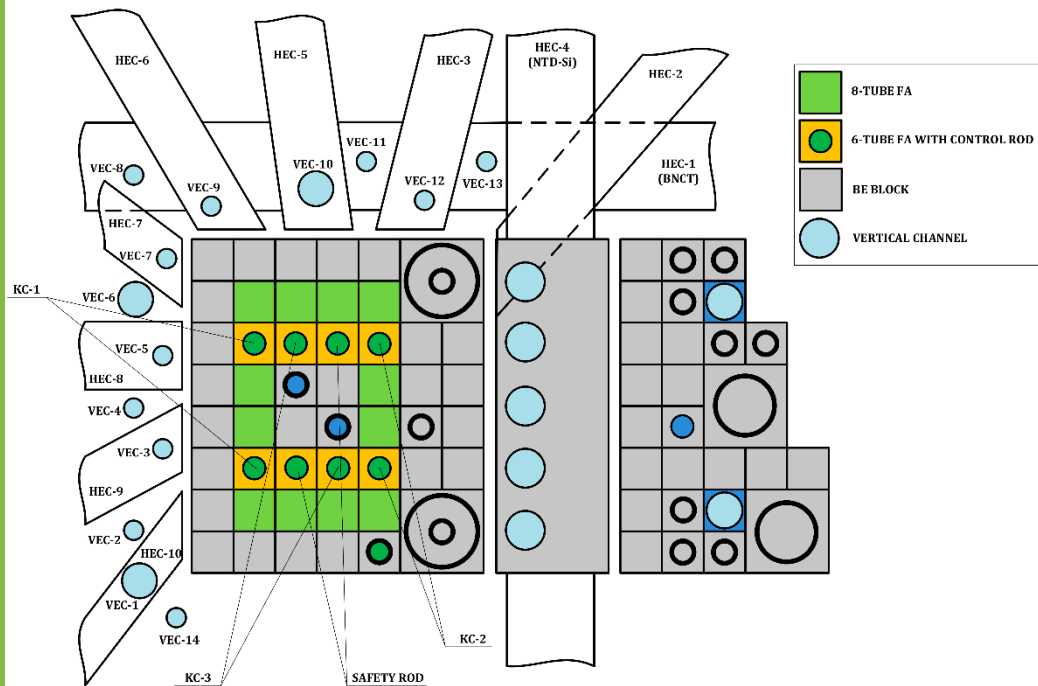 HEC-6
HEC-5
HEC-3
HEC-4
(NTD-Si)
HEC-2
8-TUBE FA
6-TUBE FA WITH CONTROL ROD
BE BLOCK
VERTICAL CHANNEL
VEC-8
VEC-9
VEC-10
VEC-11
VEC-12
VEC-13
HEC-1
(BNCT)
HEC-7
VEC-7
KC-1
VEC-6
VEC-5
HEC-8
VEC-4
VEC-3
HEC-9
VEC-2
HEC-10
VEC-1
VEC-14
KC-2
KC-3
SAFETY ROD